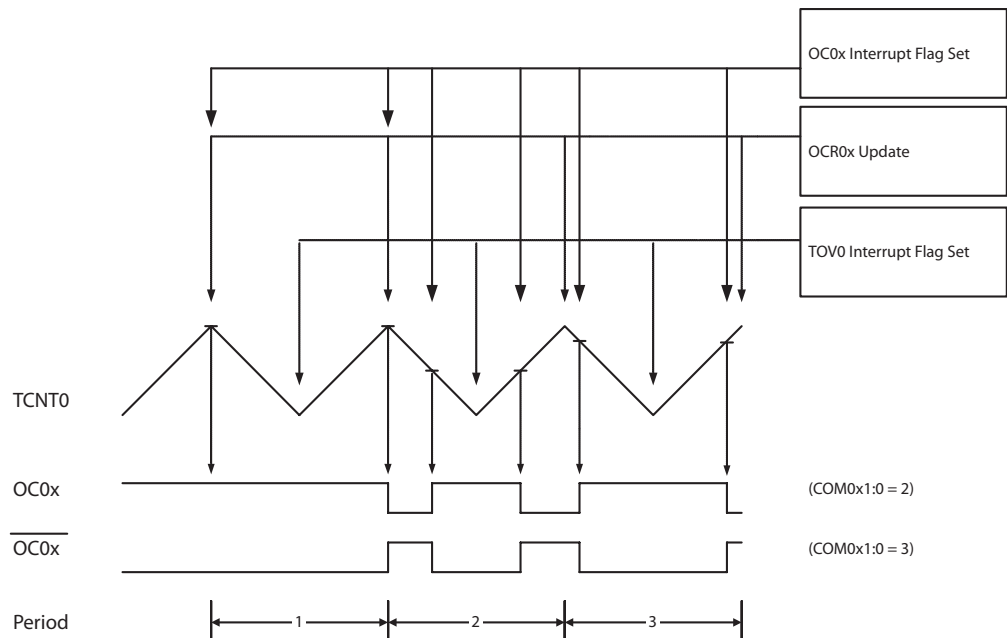 OC0x Interrupt Flag Set
OCR0x Update
TOV0 Interrupt Flag Set
TCNT0
OC0x (COM0x1:0 = 2)
OC0x (COM0x1:0 = 3)
Period 1 2 3